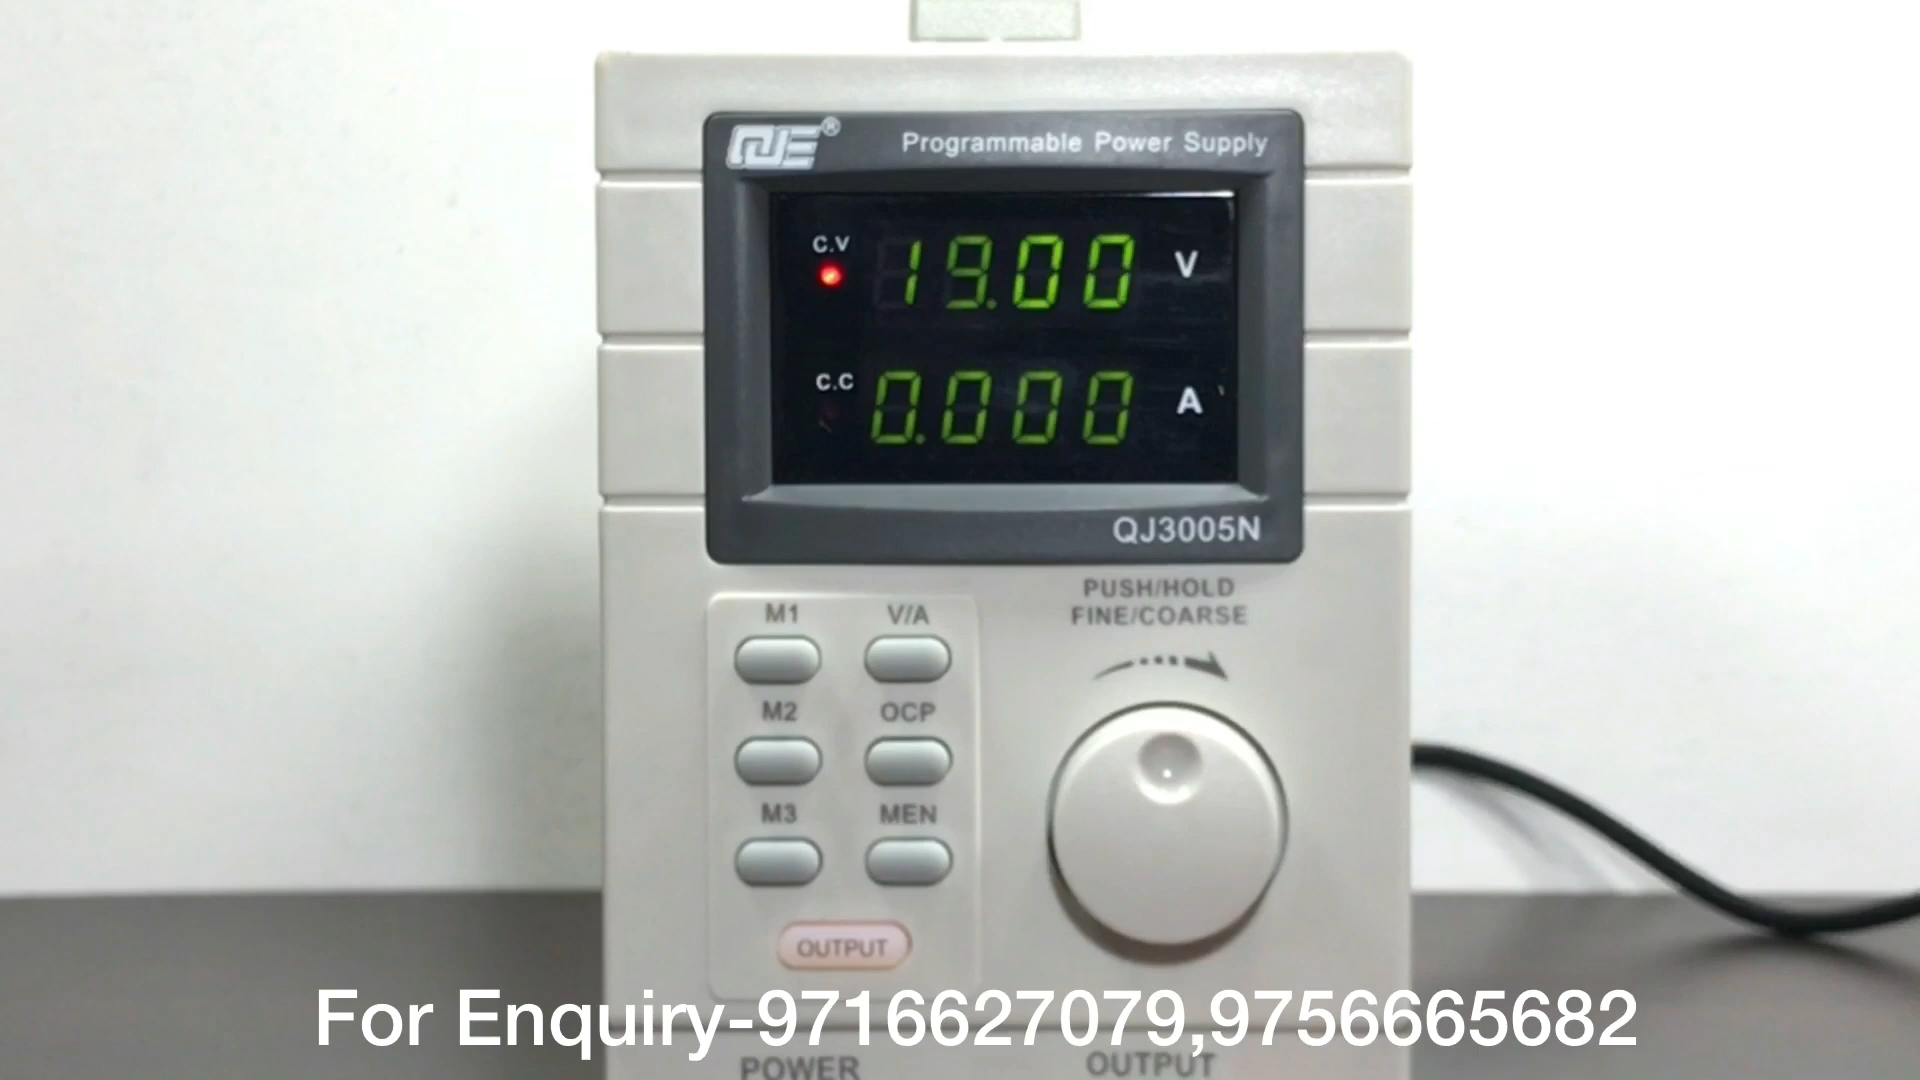 QJE®
Programmable Power Supply
C.V 19.00 V
C.C 0.000 A
QJ3005N
PUSH/HOLD
FINE/COARSE
M1 V/A
M2 OCP
M3 MEN
OUTPUT
For Enquiry-9716627079,9756665682
POWER OUTPUT